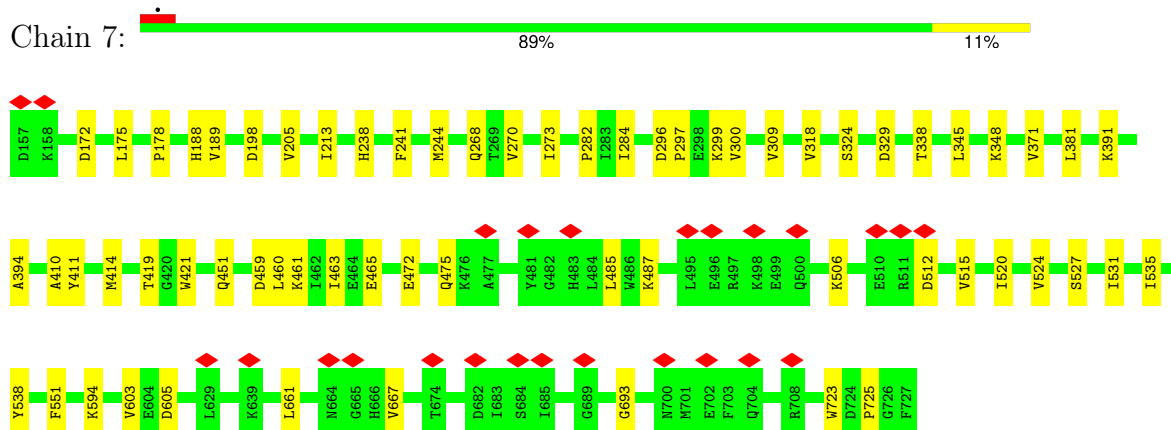 Chain 7:
•
89% 11%
D157 K158 D172 L175 P178 H188 V189 D198 V205 I213 H238 F241 M244 Q268 T269 V270 I273 P282 I283 I284 D296 P297 E298 K299 V300 V309 V318 S324 D329 T338 L345 K348 V371 L381 K391
A394 A410 Y411 M414 T419 G420 W421 Q451 D459 L460 K461 I462 I463 E464 E465 E472 Q475 K476 A477 Y481 G482 H483 L484 L485 W486 K487 L495 E496 R497 K498 E499 Q500 K506 E510 R511 D512 V515 I520 V524 S527 I531 I535
Y538 F551 K594 V603 E604 D605 L629 K639 L661 N664 G665 H666 V667 T674 D682 I683 S684 I685 G689 G693 N700 M701 E702 F703 Q704 R708 W723 D724 P725 G726 F727